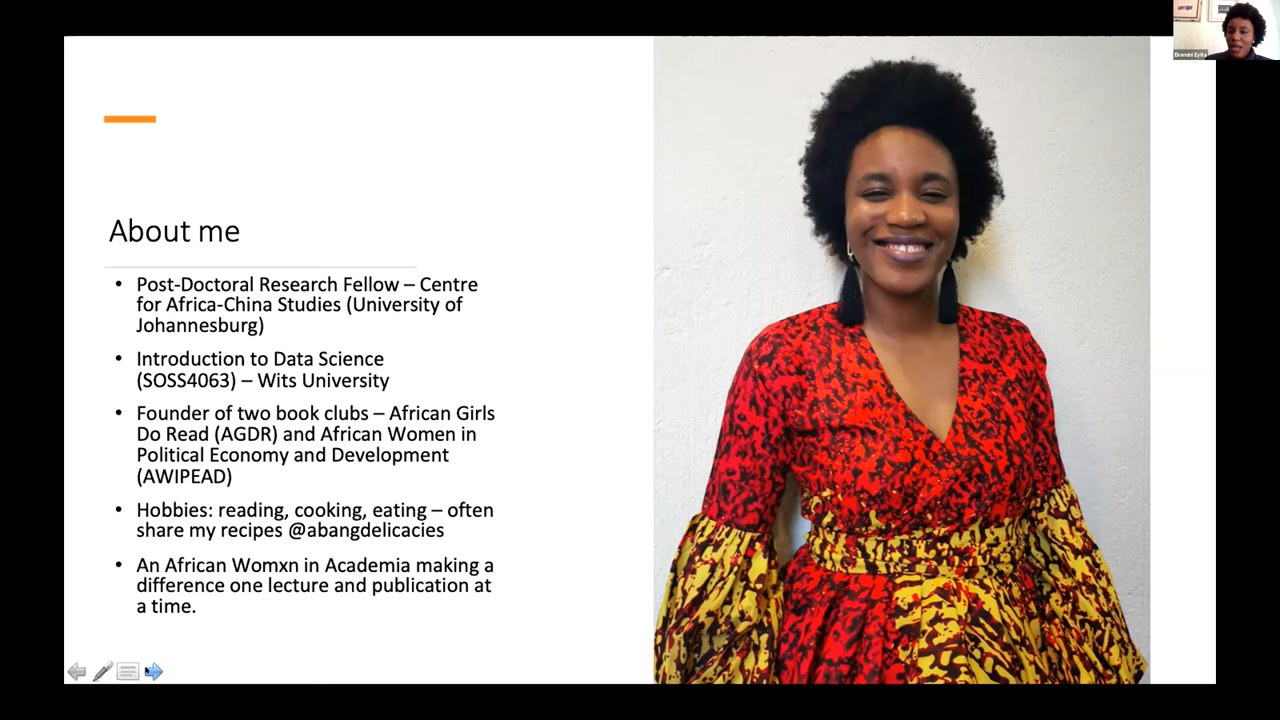 Ekemini Eyita
About me
• Post-Doctoral Research Fellow – Centre
for Africa-China Studies (University of
Johannesburg)
• Introduction to Data Science
(SOSS4063) – Wits University
• Founder of two book clubs – African Girls
Do Read (AGDR) and African Women in
Political Economy and Development
(AWIPEAD)
• Hobbies: reading, cooking, eating – often
share my recipes @abangdelicacies
• An African Womxn in Academia making a
difference one lecture and publication at
a time.